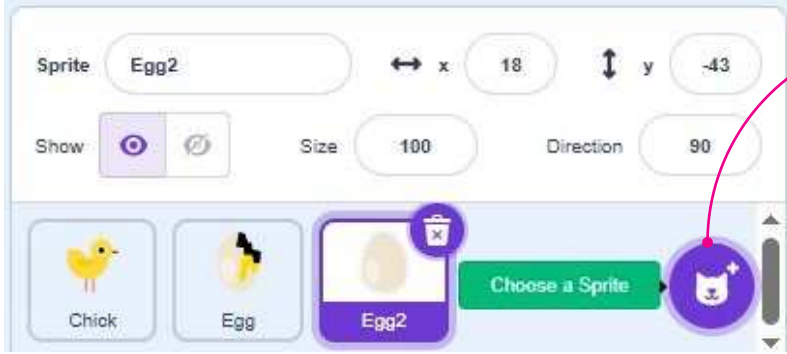 Sprite Egg2 x 18 y -43
Show Size 100 Direction 90
Choose a Sprite
Chick Egg Egg2